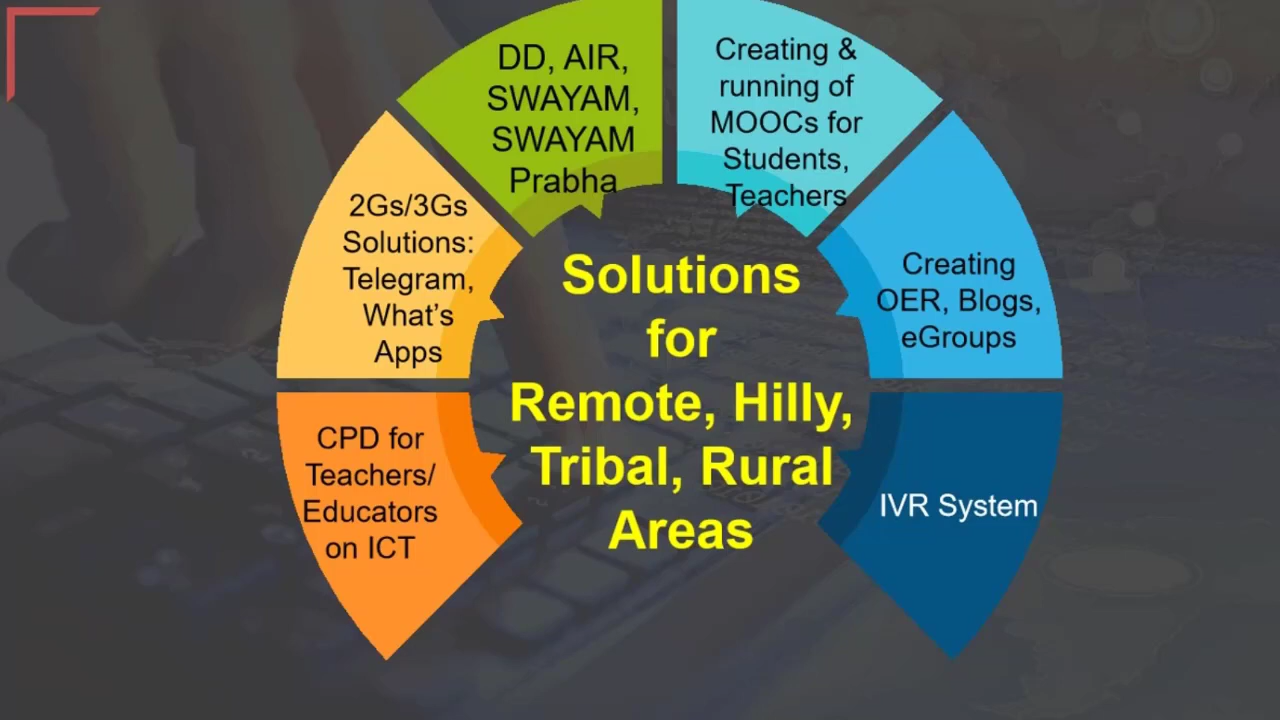 DD, AIR,
SWAYAM,
SWAYAM
Prabha
Creating &
running of
MOOCs for
Students,
Teachers
2Gs/3Gs
Solutions:
Telegram,
What's
Apps
Creating
OER, Blogs,
eGroups
Solutions
for
Remote, Hilly,
Tribal, Rural
Areas
CPD for
Teachers/
Educators
on ICT
IVR System